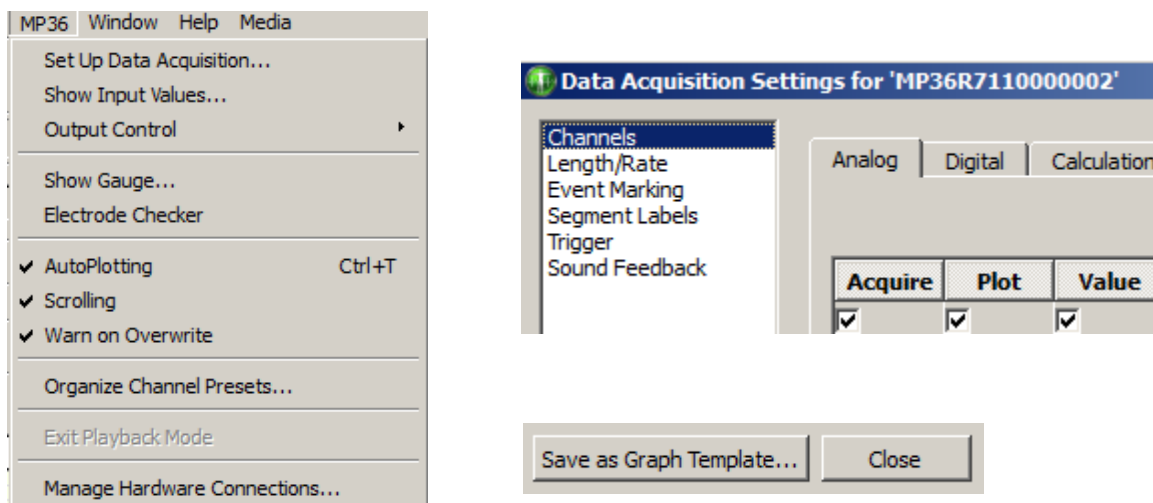 MP36 Window Help Media
Set Up Data Acquisition...
Show Input Values...
Output Control
Show Gauge...
Electrode Checker
AutoPlotting Ctrl+T
Scrolling
Warn on Overwrite
Organize Channel Presets...
Exit Playback Mode
Manage Hardware Connections...
Data Acquisition Settings for 'MP36R7110000002'
Channels
Length/Rate
Event Marking
Segment Labels
Trigger
Sound Feedback
Analog Digital Calculation
Acquire Plot Value
Save as Graph Template... Close